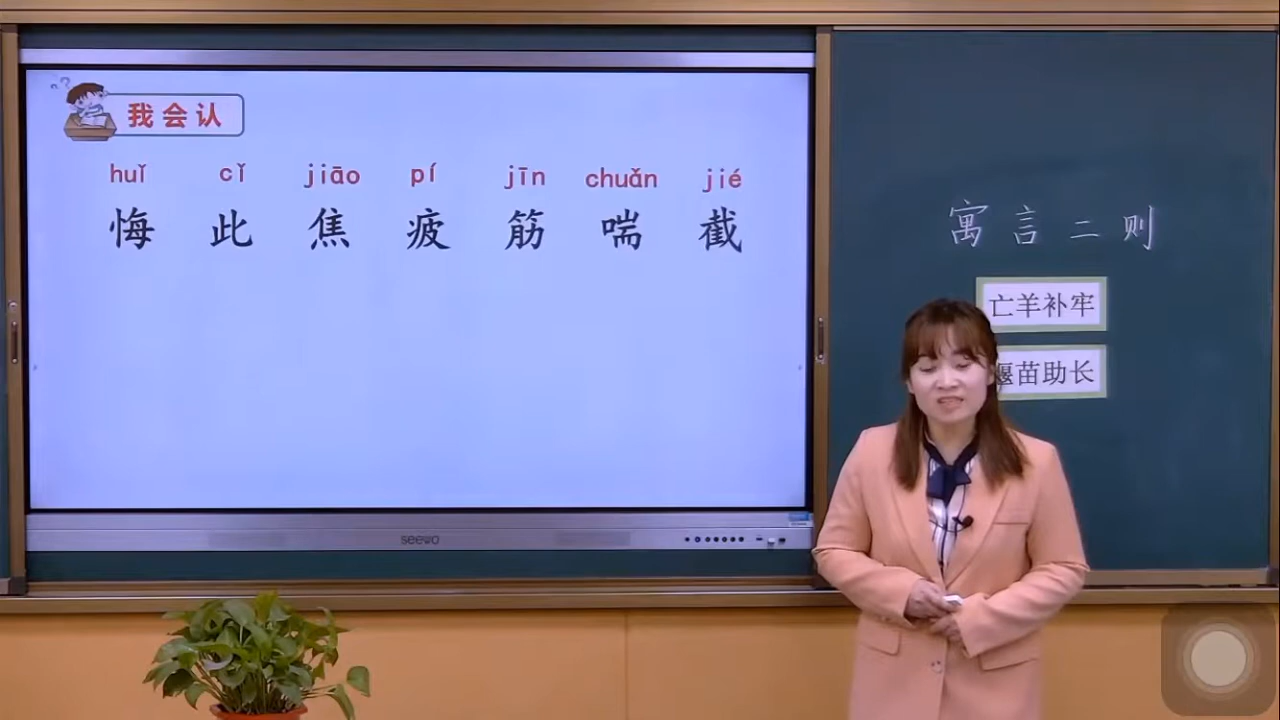 我会认
huǐ cǐ jiāo pí jīn chuǎn jié
悔 此 焦 疲 筋 喘 截
seewo
寓言二则
亡羊补牢
揠苗助长